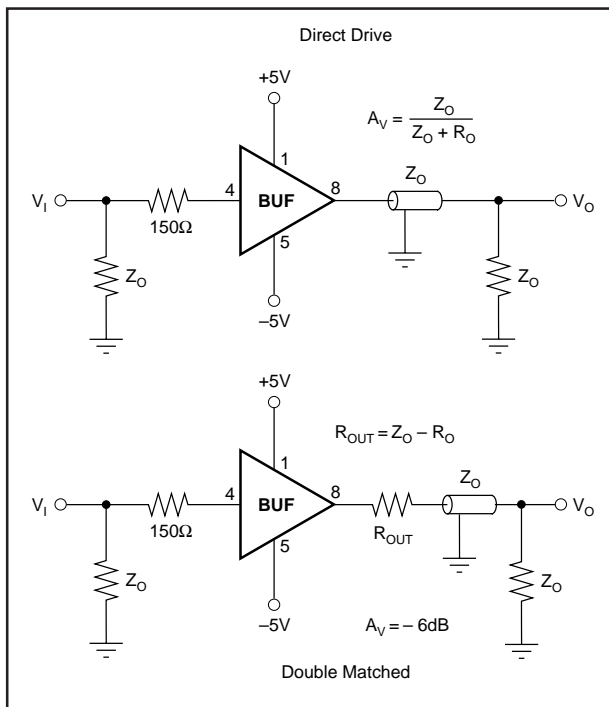 Direct Drive
+5V
A_V = Z_O / (Z_O + R_O)
1
Z_O
V_I
4
BUF
8
V_O
150Ω
5
Z_O
Z_O
–5V
+5V
R_OUT = Z_O – R_O
1
Z_O
V_I
4
BUF
8
V_O
150Ω
5
R_OUT
Z_O
Z_O
–5V
A_V = – 6dB
Double Matched